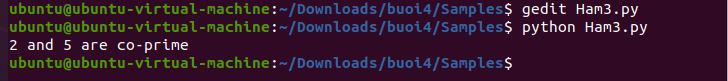 ubuntu@ubuntu-virtual-machine:~/Downloads/buoi4/Samples$ gedit Ham3.py
ubuntu@ubuntu-virtual-machine:~/Downloads/buoi4/Samples$ python Ham3.py
2 and 5 are co-prime
ubuntu@ubuntu-virtual-machine:~/Downloads/buoi4/Samples$